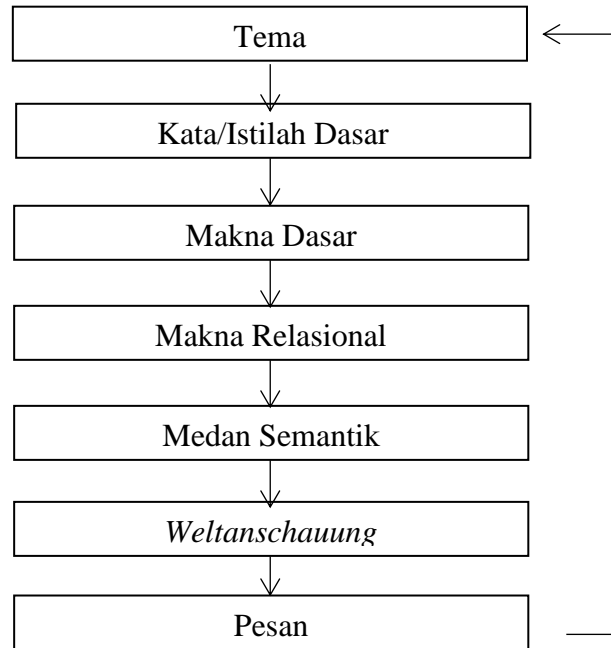 Tema
Kata/Istilah Dasar
Makna Dasar
Makna Relasional
Medan Semantik
Weltanschauung
Pesan